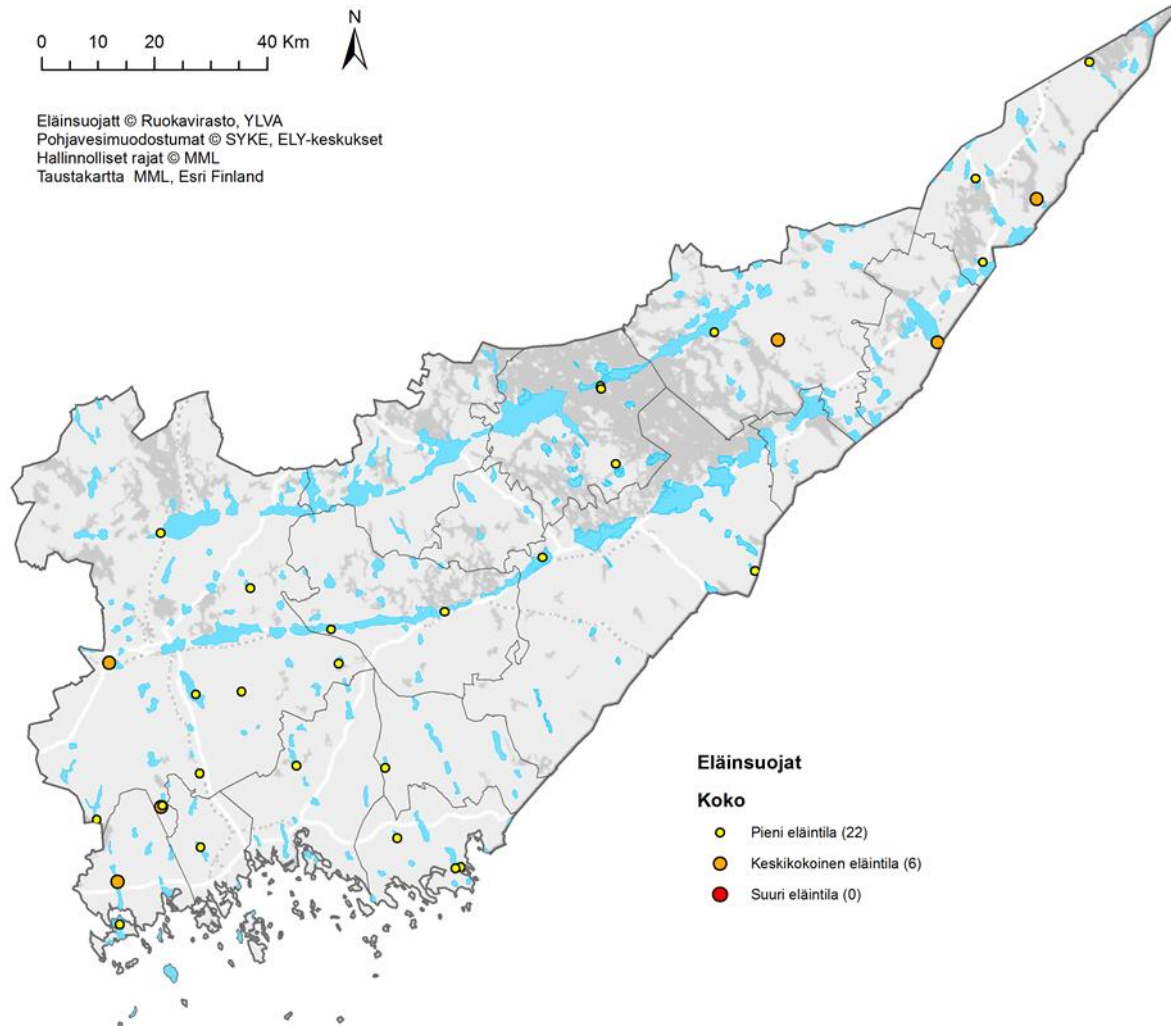 N
0 10 20 40 Km
Eläinsuojatt © Ruokavirasto, YLVA
Pohjavesimuodostumat © SYKE, ELY-keskukset
Hallinnolliset rajat © MML
Taustakartta MML, Esri Finland
Eläinsuojat
Koko
Pieni eläintila (22)
Keskikokoinen eläintila (6)
Suuri eläintila (0)